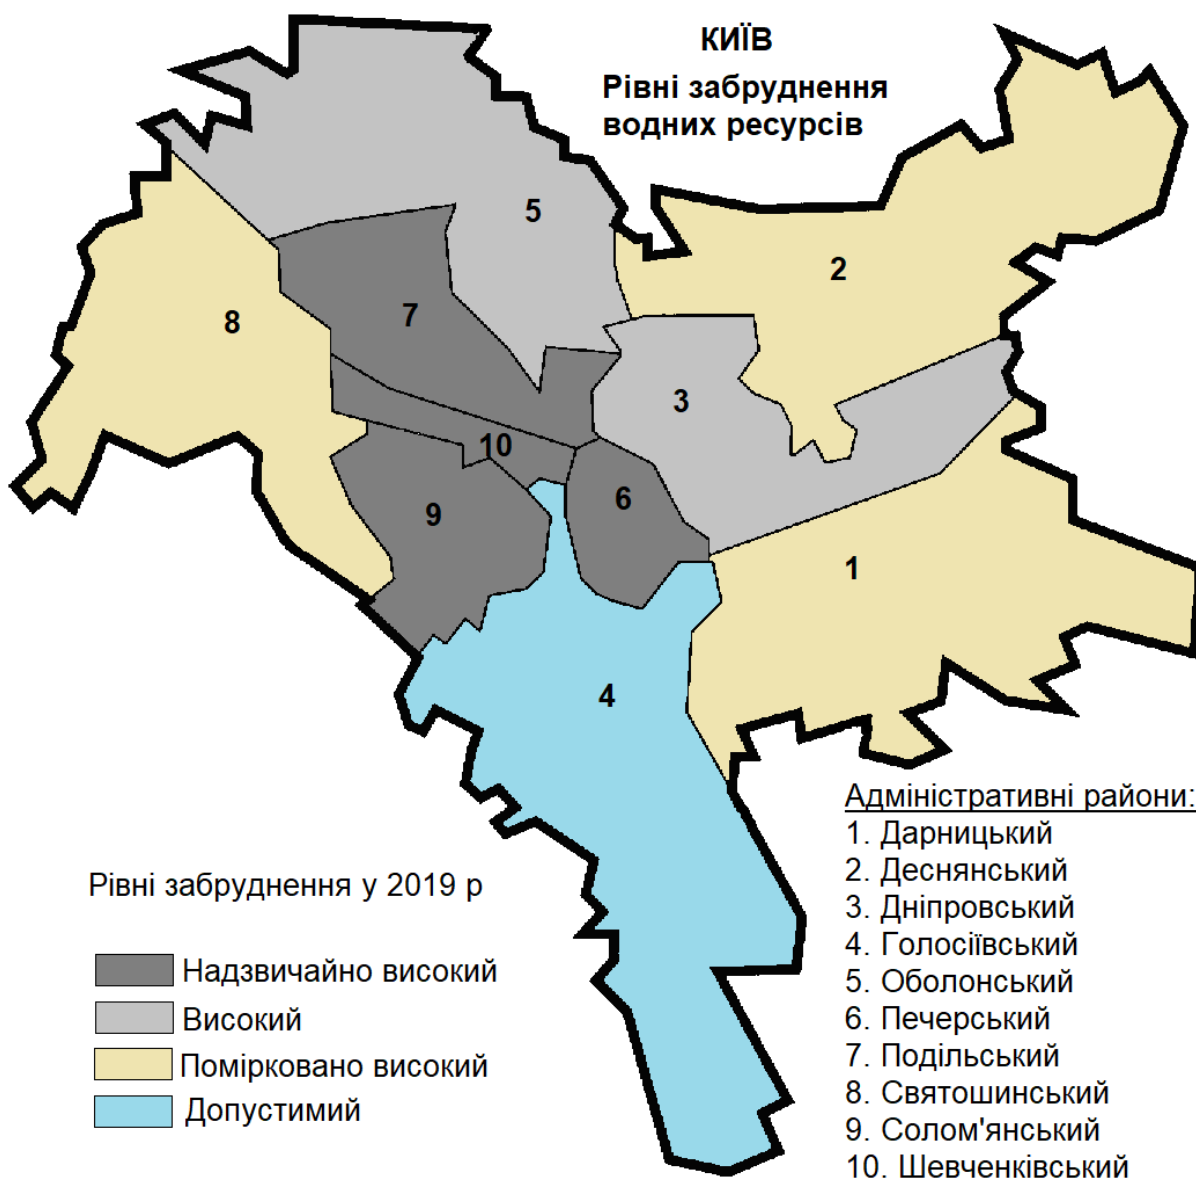 КИЇВ
Рівні забруднення
водних ресурсів
5
2
7
8
3
10
6
9
1
4
Адміністративні райони:
1. Дарницький
2. Деснянський
3. Дніпровський
4. Голосіївський
5. Оболонський
6. Печерський
7. Подільський
8. Святошинський
9. Солом'янський
10. Шевченківський
Рівні забруднення у 2019 р
Надзвичайно високий
Високий
Помірковано високий
Допустимий